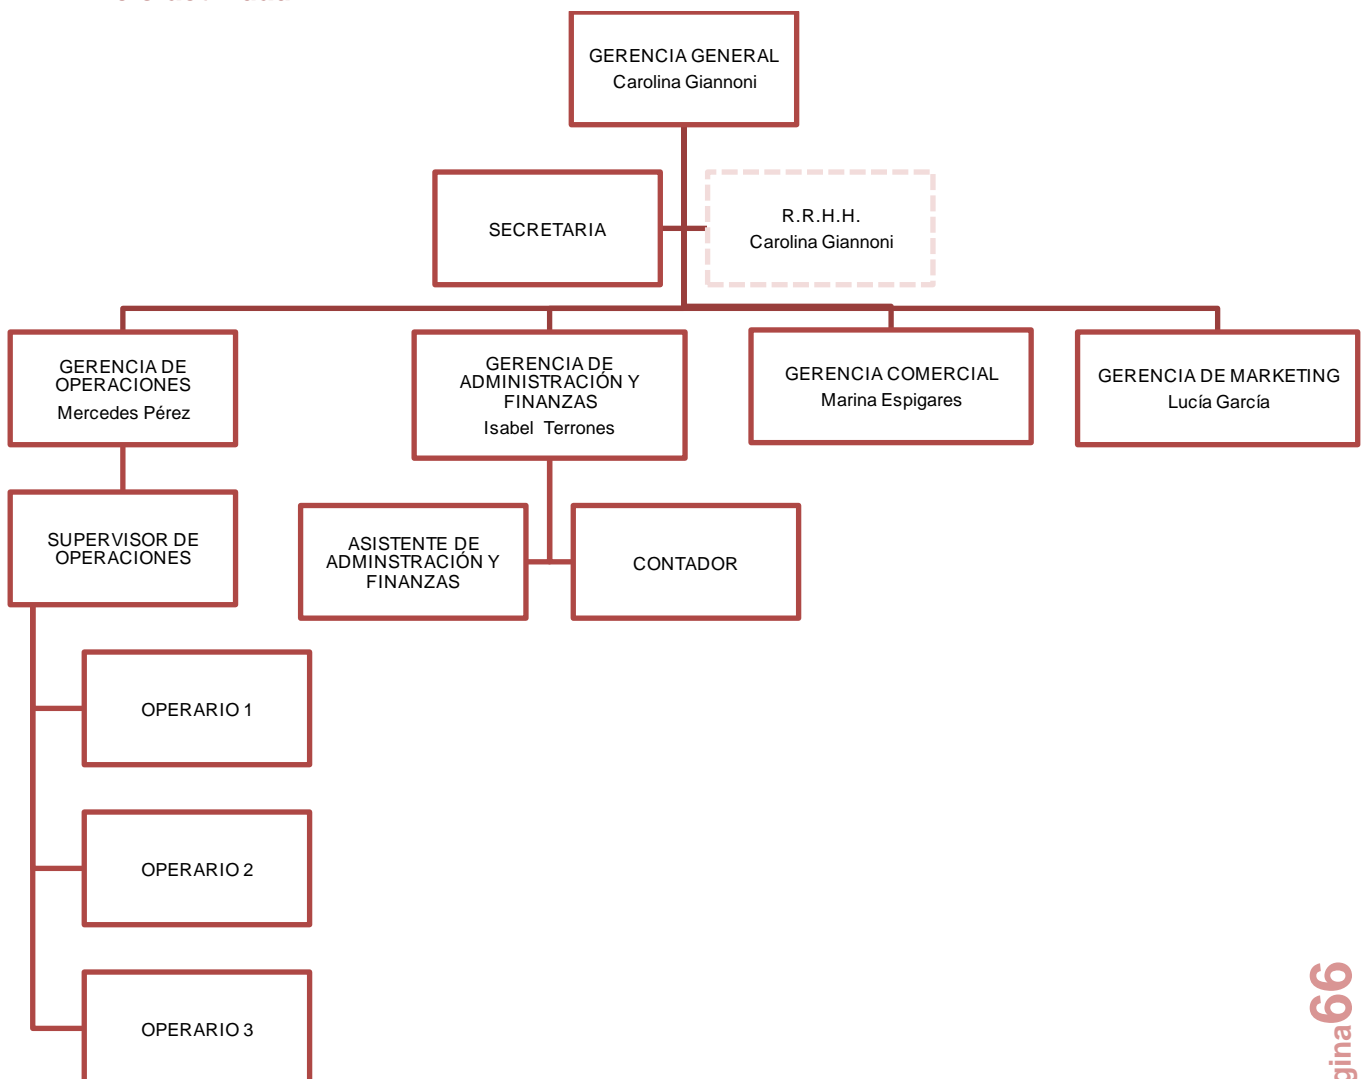 GERENCIA GENERAL
Carolina Giannoni
SECRETARIA
R.R.H.H.
Carolina Giannoni
GERENCIA DE
OPERACIONES
Mercedes Pérez
GERENCIA DE
ADMINISTRACIÓN Y
FINANZAS
Isabel Terrones
GERENCIA COMERCIAL
Marina Espigares
GERENCIA DE MARKETING
Lucía García
SUPERVISOR DE
OPERACIONES
ASISTENTE DE
ADMINSTRACIÓN Y
FINANZAS
CONTADOR
OPERARIO 1
OPERARIO 2
OPERARIO 3
gina66